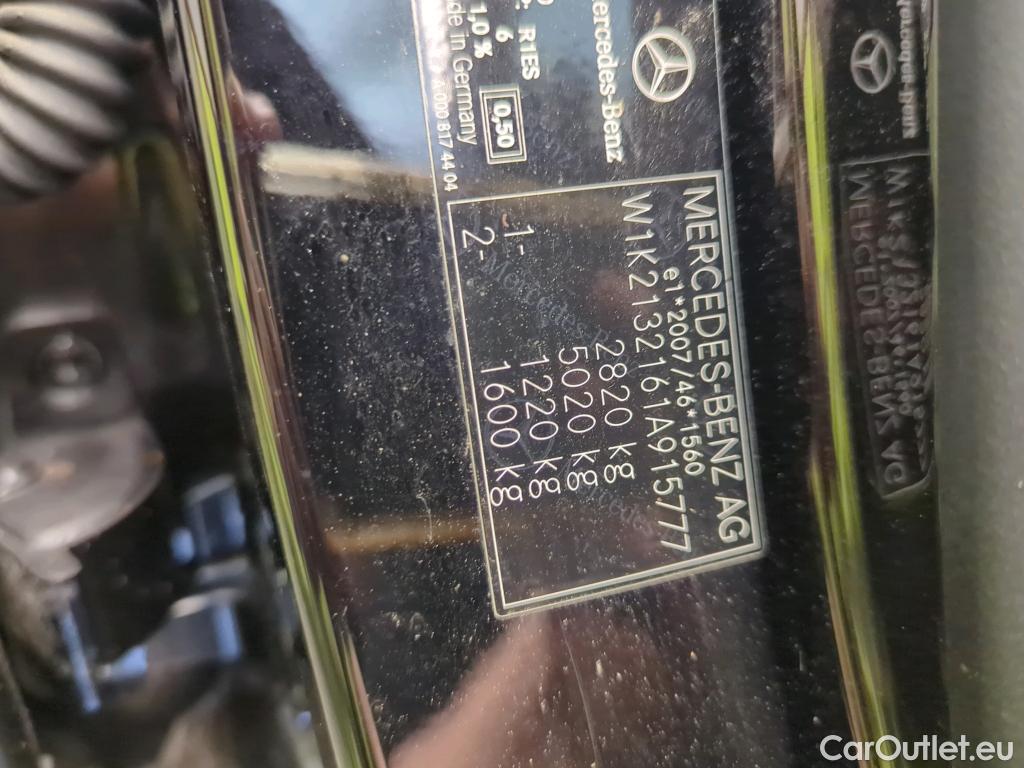 MERCEDES-BENZ AG
e1*2007/46*1560
W1K2132161A915777
2820 kg
5020 kg
1- 1220 kg
2- 1600 kg
Mercedes-Benz
R1ES
6
0,50
1,0 %
in Germany
CarOutlet.eu